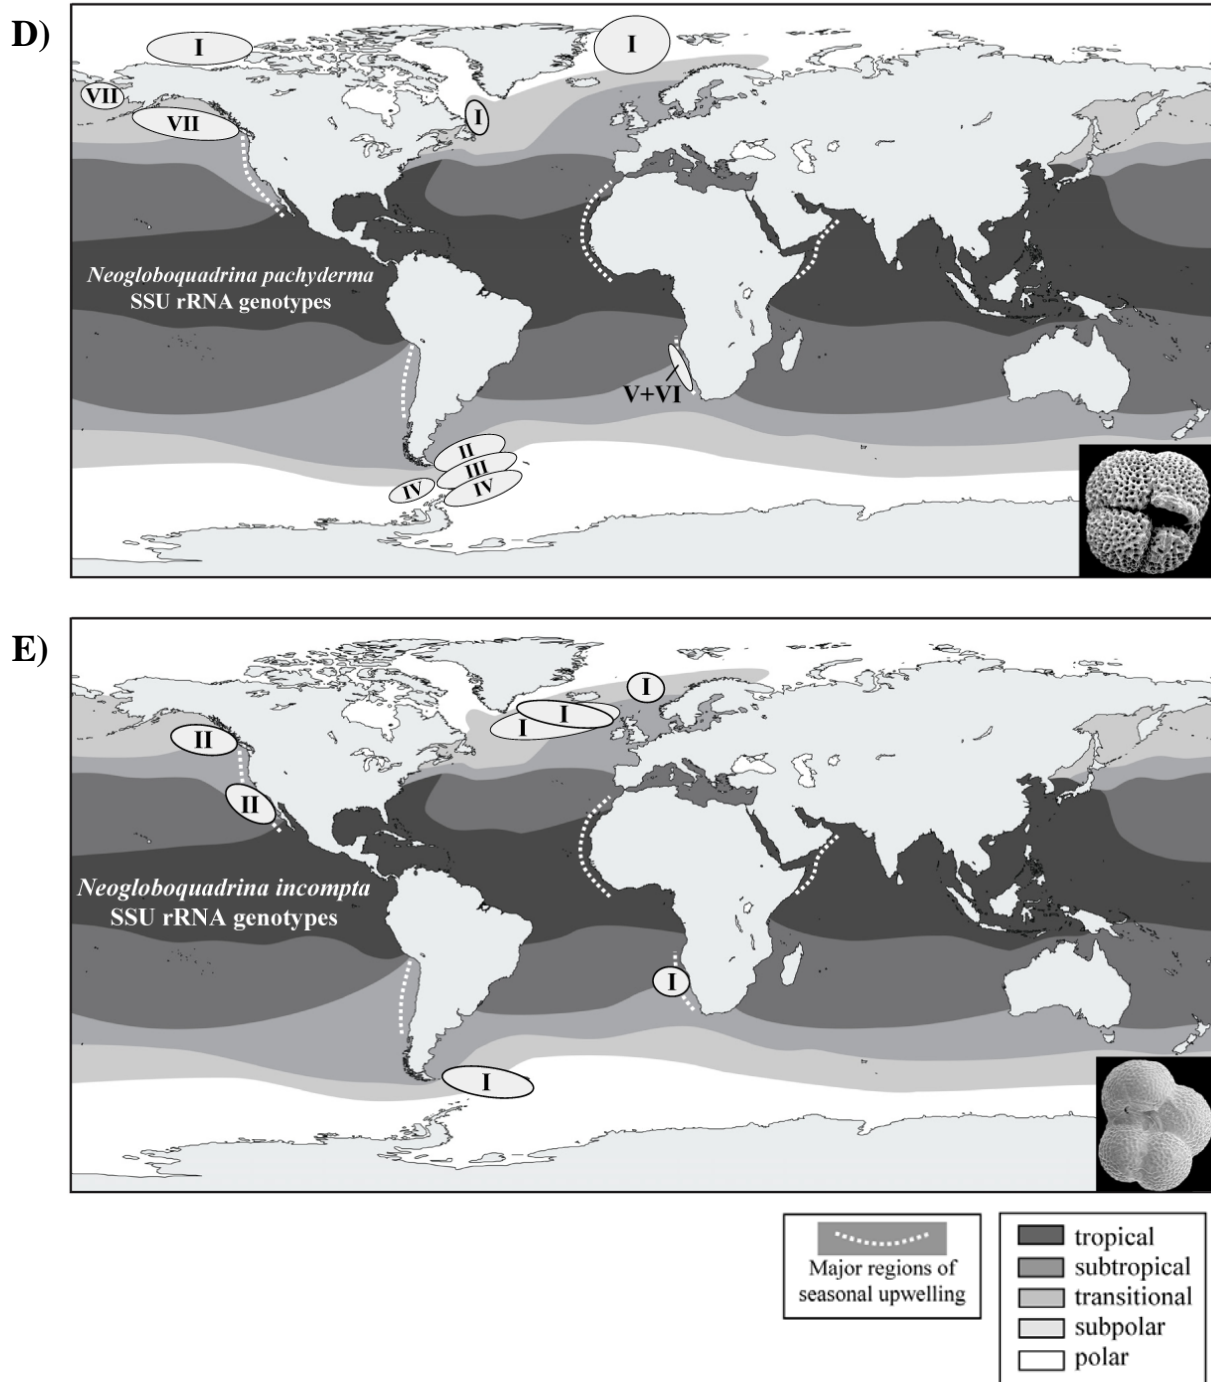 D)
I
I
VII
VII
I
Neogloboquadrina pachyderma
SSU rRNA genotypes
V+VI
II
III
IV
IV
E)
I
I
I
II
II
Neogloboquadrina incompta
SSU rRNA genotypes
I
I
Major regions of
seasonal upwelling
tropical
subtropical
transitional
subpolar
polar